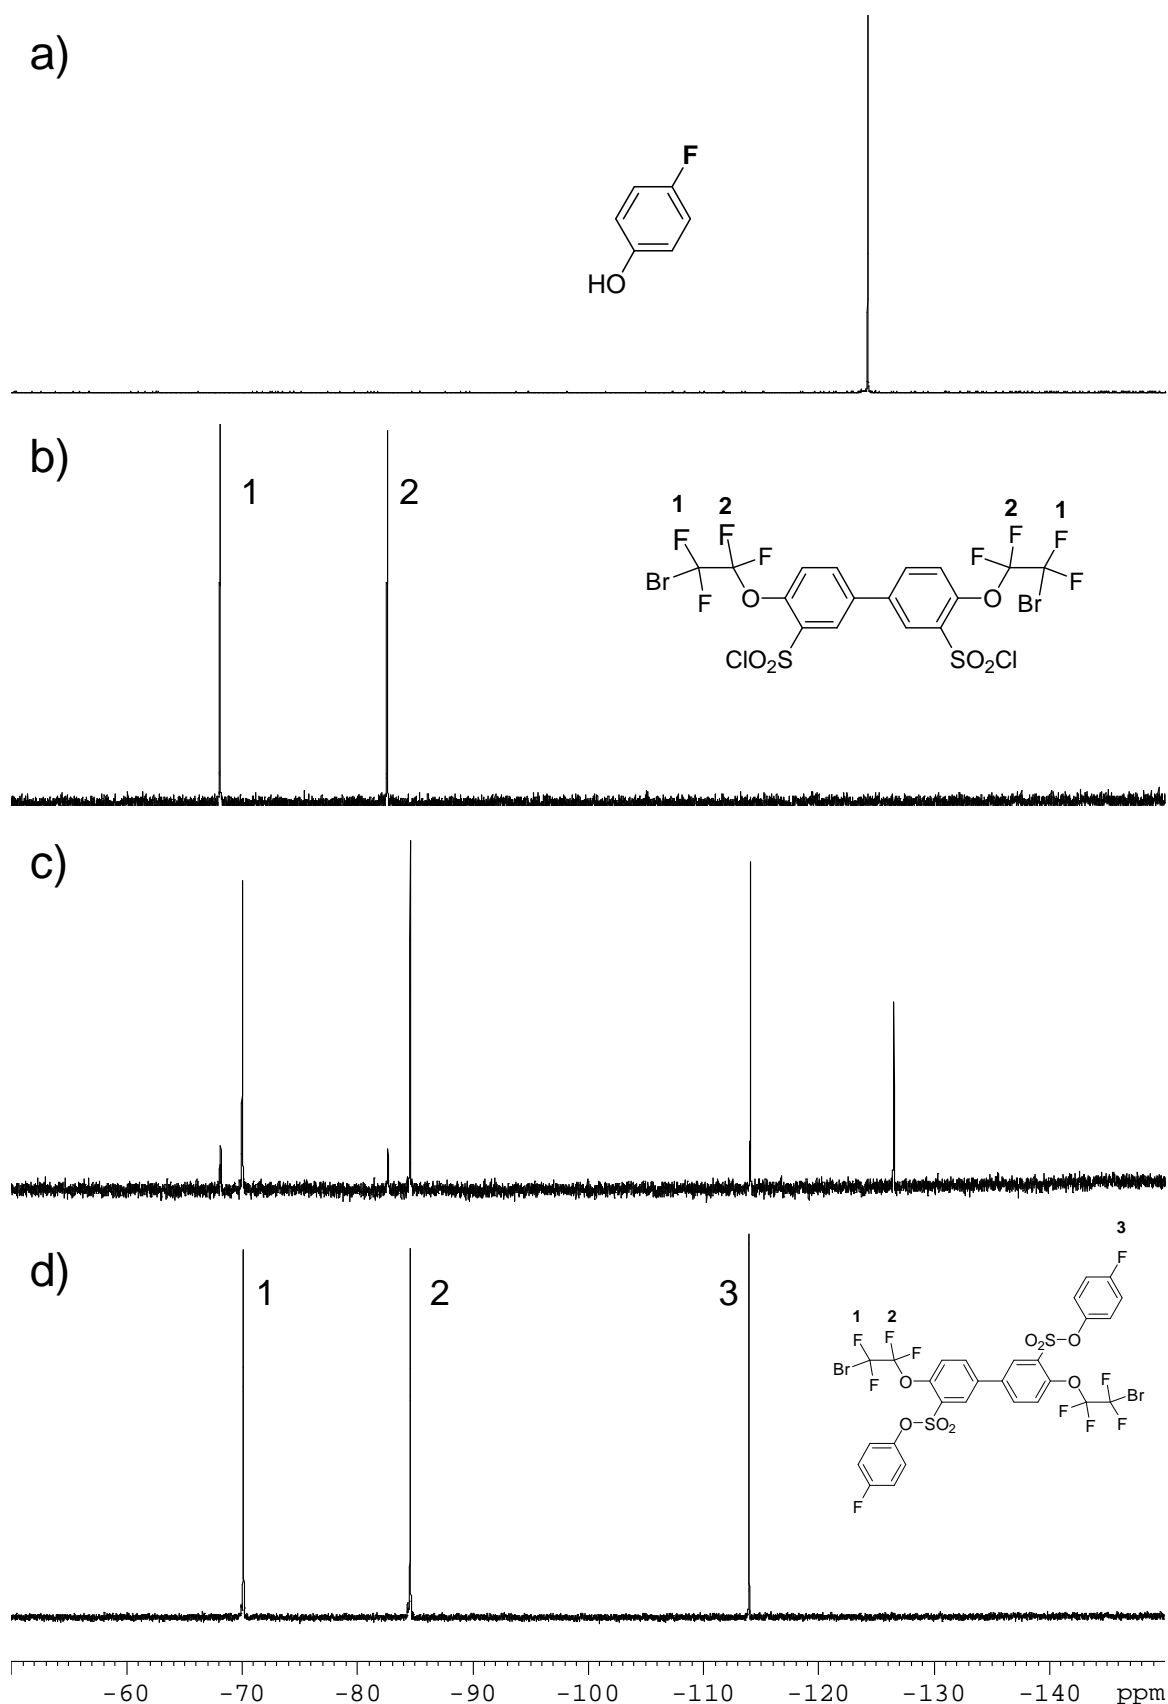 a)
F
HO
b)
1
2
1 2 2 1
F F F F
F F
Br F O O Br F
ClO2S SO2Cl
c)
d)
1
2
3
3
F
O2S-O
1 2
F F
Br F F O
O F Br
F F F
O-SO2
F
-60 -70 -80 -90 -100 -110 -120 -130 -140 ppm